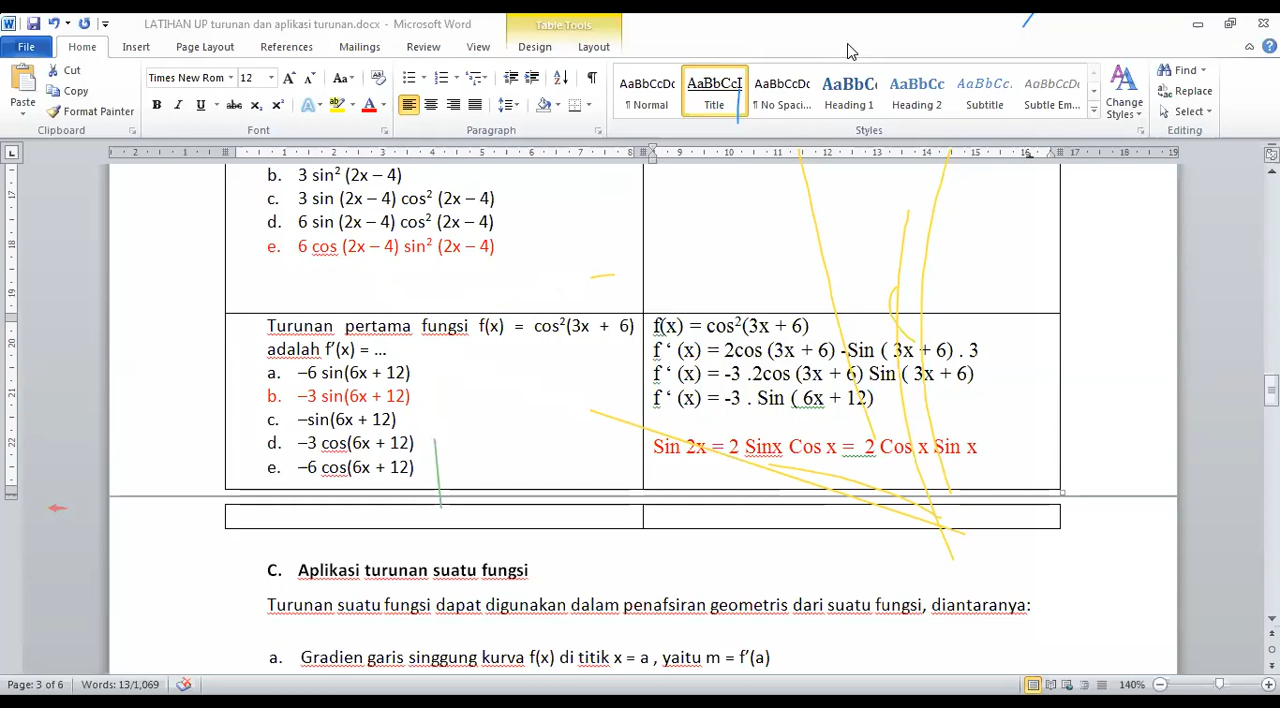 LATIHAN UP turunan dan aplikasi turunan.docx - Microsoft Word
Table Tools
File Home Insert Page Layout References Mailings Review View Design Layout
Paste
Cut
Copy
Format Painter
Clipboard
Times New Rom 12
Font
Paragraph
AaBbCcDc AaBbCcI AaBbCcDc AaBbC AaBbCc AaBbCc. AaBbCcDc
¶ Normal Title ¶ No Spacin... Heading 1 Heading 2 Subtitle Subtle Em...
Styles
Change Styles
Find
Replace
Select
Editing
b. 3 sin² (2x – 4)
c. 3 sin (2x – 4) cos² (2x – 4)
d. 6 sin (2x – 4) cos² (2x – 4)
e. 6 cos (2x – 4) sin² (2x – 4)
Turunan pertama fungsi f(x) = cos²(3x + 6)
adalah f’(x) = ...
a. –6 sin(6x + 12)
b. –3 sin(6x + 12)
c. –sin(6x + 12)
d. –3 cos(6x + 12)
e. –6 cos(6x + 12)
f(x) = cos²(3x + 6)
f ‘ (x) = 2cos (3x + 6) -Sin ( 3x + 6) . 3
f ‘ (x) = -3 .2cos (3x + 6) Sin ( 3x + 6)
f ‘ (x) = -3 . Sin ( 6x + 12)
Sin 2x = 2 Sinx Cos x = 2 Cos x Sin x
C. Aplikasi turunan suatu fungsi
Turunan suatu fungsi dapat digunakan dalam penafsiran geometris dari suatu fungsi, diantaranya:
a. Gradien garis singgung kurva f(x) di titik x = a , yaitu m = f’(a)
Page: 3 of 6 Words: 13/1,069 140%